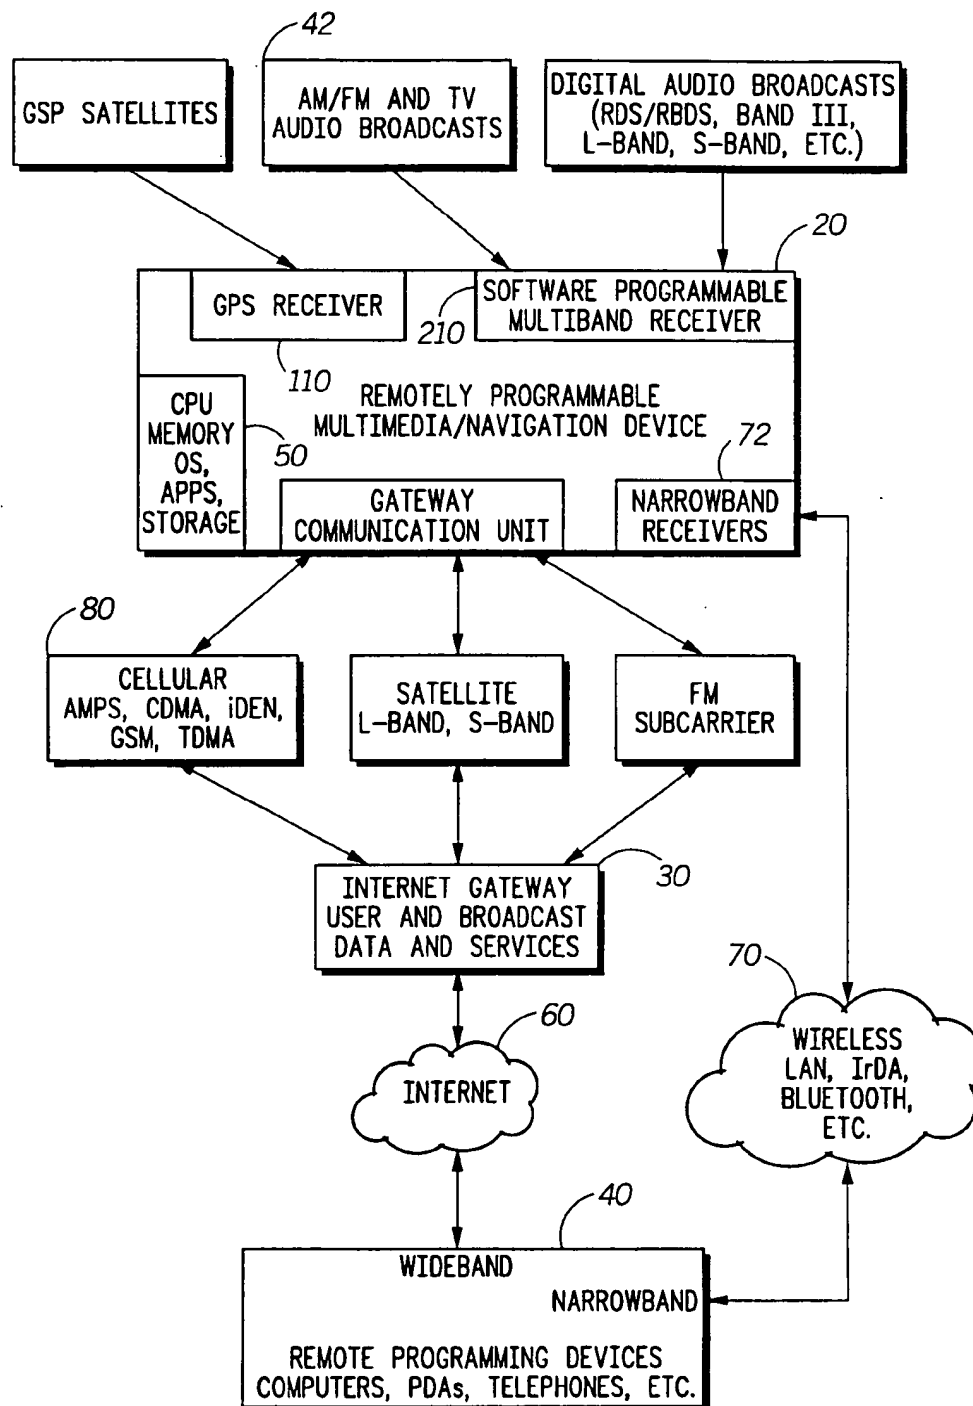 42
GSP SATELLITES
AM/FM AND TV
AUDIO BROADCASTS
DIGITAL AUDIO BROADCASTS
(RDS/RBDS, BAND III,
L-BAND, S-BAND, ETC.)
20
GPS RECEIVER
210
SOFTWARE PROGRAMMABLE
MULTIBAND RECEIVER
110
REMOTELY PROGRAMMABLE
MULTIMEDIA/NAVIGATION DEVICE
CPU
MEMORY
OS,
APPS,
STORAGE
50
72
GATEWAY
COMMUNICATION UNIT
NARROWBAND
RECEIVERS
80
CELLULAR
AMPS, CDMA, iDEN,
GSM, TDMA
SATELLITE
L-BAND, S-BAND
FM
SUBCARRIER
30
INTERNET GATEWAY
USER AND BROADCAST
DATA AND SERVICES
70
WIRELESS
LAN, IrDA,
BLUETOOTH,
ETC.
60
INTERNET
40
WIDEBAND
NARROWBAND
REMOTE PROGRAMMING DEVICES
COMPUTERS, PDAs, TELEPHONES, ETC.